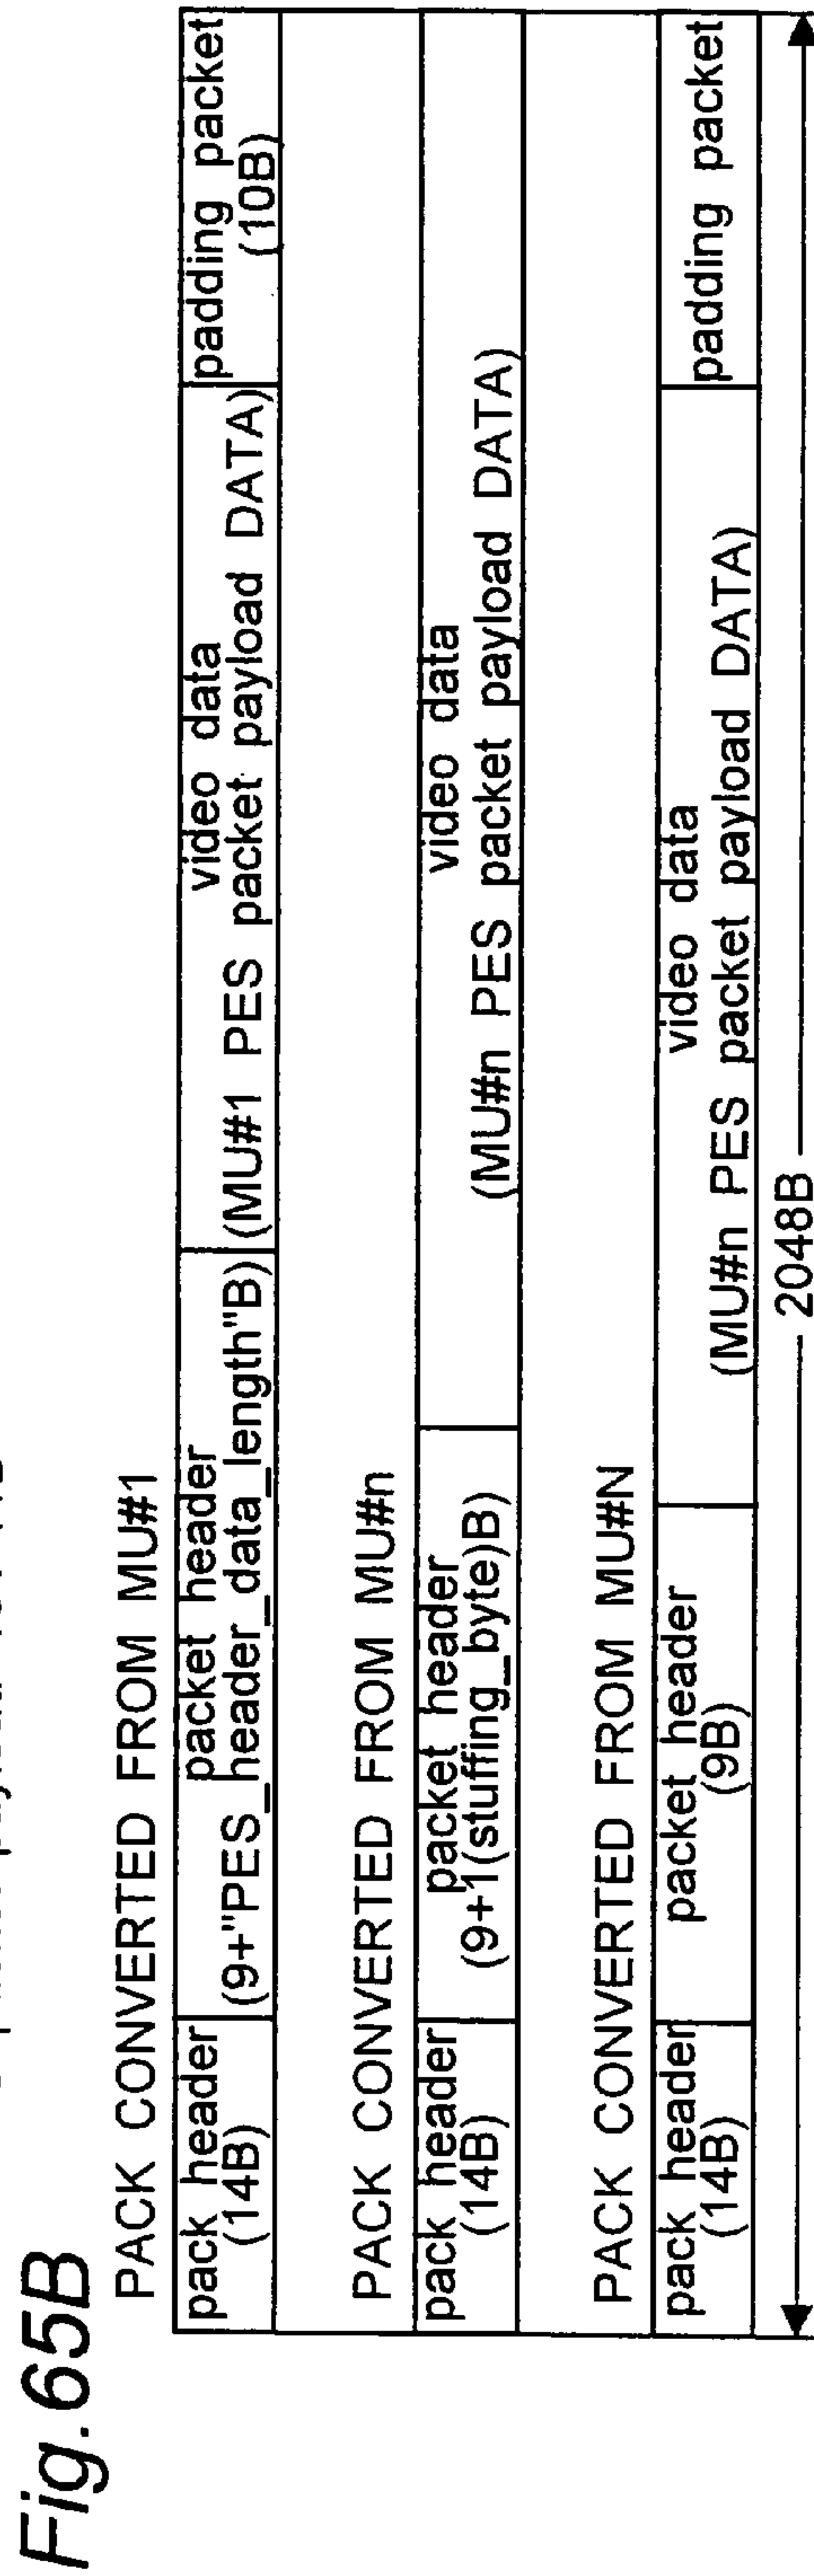 Fig.65B
PACK CONVERTED FROM MU#1
pack header
(14B)
packet header
(9+"PES_header_data_length"B)
video data
(MU#1 PES packet payload DATA)
padding packet
(10B)
PACK CONVERTED FROM MU#n
pack header
(14B)
packet header
(9+1(stuffing_byte)B)
video data
(MU#n PES packet payload DATA)
PACK CONVERTED FROM MU#N
pack header
(14B)
packet header
(9B)
video data
(MU#n PES packet payload DATA)
padding packet
2048B